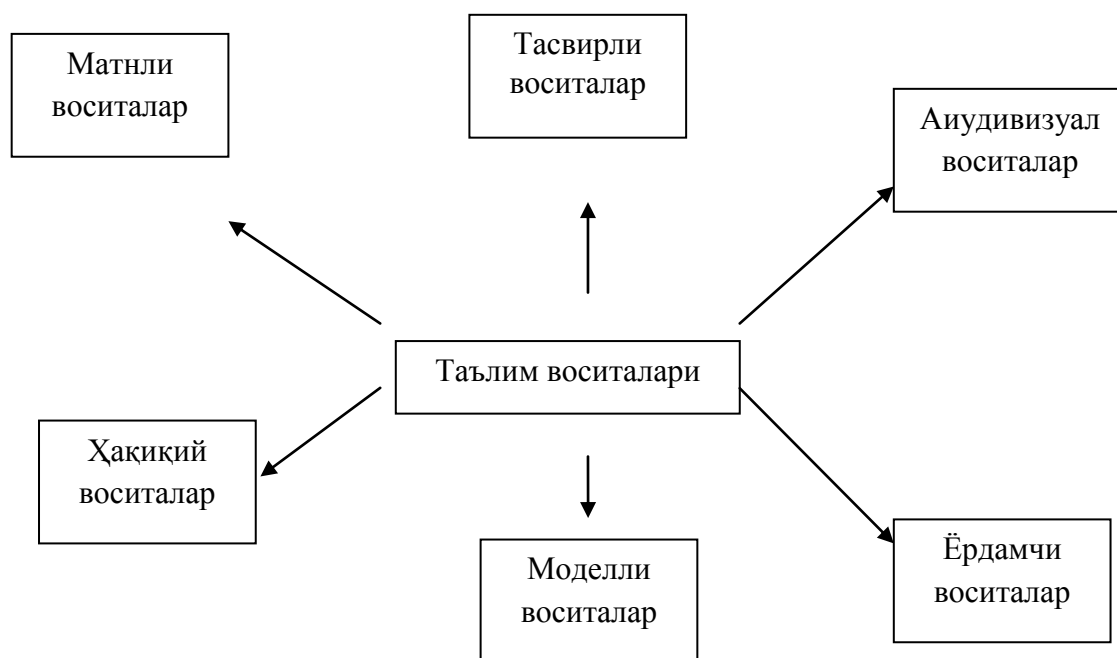 Матнли
воситалар
Тасвирли
воситалар
Аиудивизуал
воситалар
Таълим воситалари
Ҳақиқий
воситалар
Моделли
воситалар
Ёрдамчи
воситалар